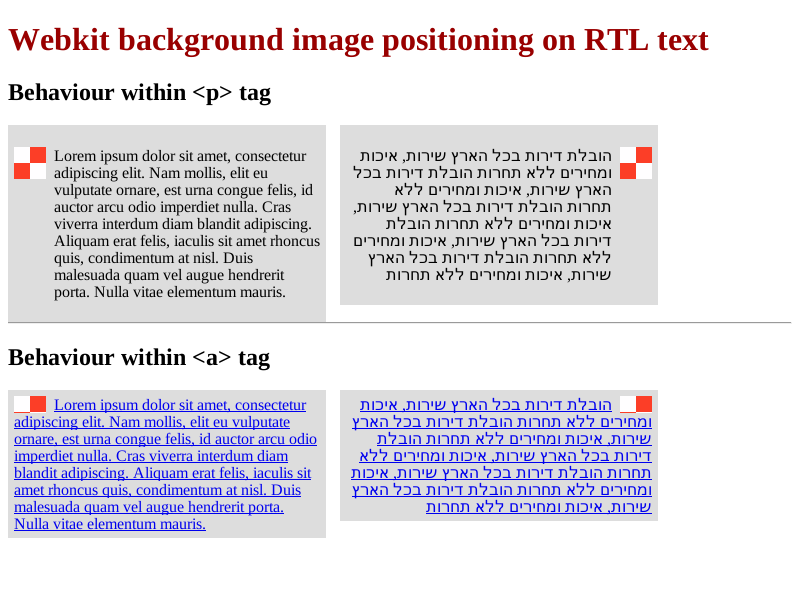 Webkit background image positioning on RTL text
Behaviour within <p> tag
Lorem ipsum dolor sit amet, consectetur
adipiscing elit. Nam mollis, elit eu
vulputate ornare, est urna congue felis, id
auctor arcu odio imperdiet nulla. Cras
viverra interdum diam blandit adipiscing.
Aliquam erat felis, iaculis sit amet rhoncus
quis, condimentum at nisl. Duis
malesuada quam vel augue hendrerit
porta. Nulla vitae elementum mauris.
הובלת דירות בכל הארץ שירות, איכות
ומחירים ללא תחרות הובלת דירות בכל
הארץ שירות, איכות ומחירים ללא
תחרות הובלת דירות בכל הארץ שירות,
איכות ומחירים ללא תחרות הובלת
דירות בכל הארץ שירות, איכות ומחירים
ללא תחרות הובלת דירות בכל הארץ
שירות, איכות ומחירים ללא תחרות
Behaviour within <a> tag
Lorem ipsum dolor sit amet, consectetur
adipiscing elit. Nam mollis, elit eu vulputate
ornare, est urna congue felis, id auctor arcu odio
imperdiet nulla. Cras viverra interdum diam
blandit adipiscing. Aliquam erat felis, iaculis sit
amet rhoncus quis, condimentum at nisl. Duis
malesuada quam vel augue hendrerit porta.
Nulla vitae elementum mauris.
הובלת דירות בכל הארץ שירות, איכות
ומחירים ללא תחרות הובלת דירות בכל הארץ
שירות, איכות ומחירים ללא תחרות הובלת
דירות בכל הארץ שירות, איכות ומחירים ללא
תחרות הובלת דירות בכל הארץ שירות, איכות
ומחירים ללא תחרות הובלת דירות בכל הארץ
שירות, איכות ומחירים ללא תחרות